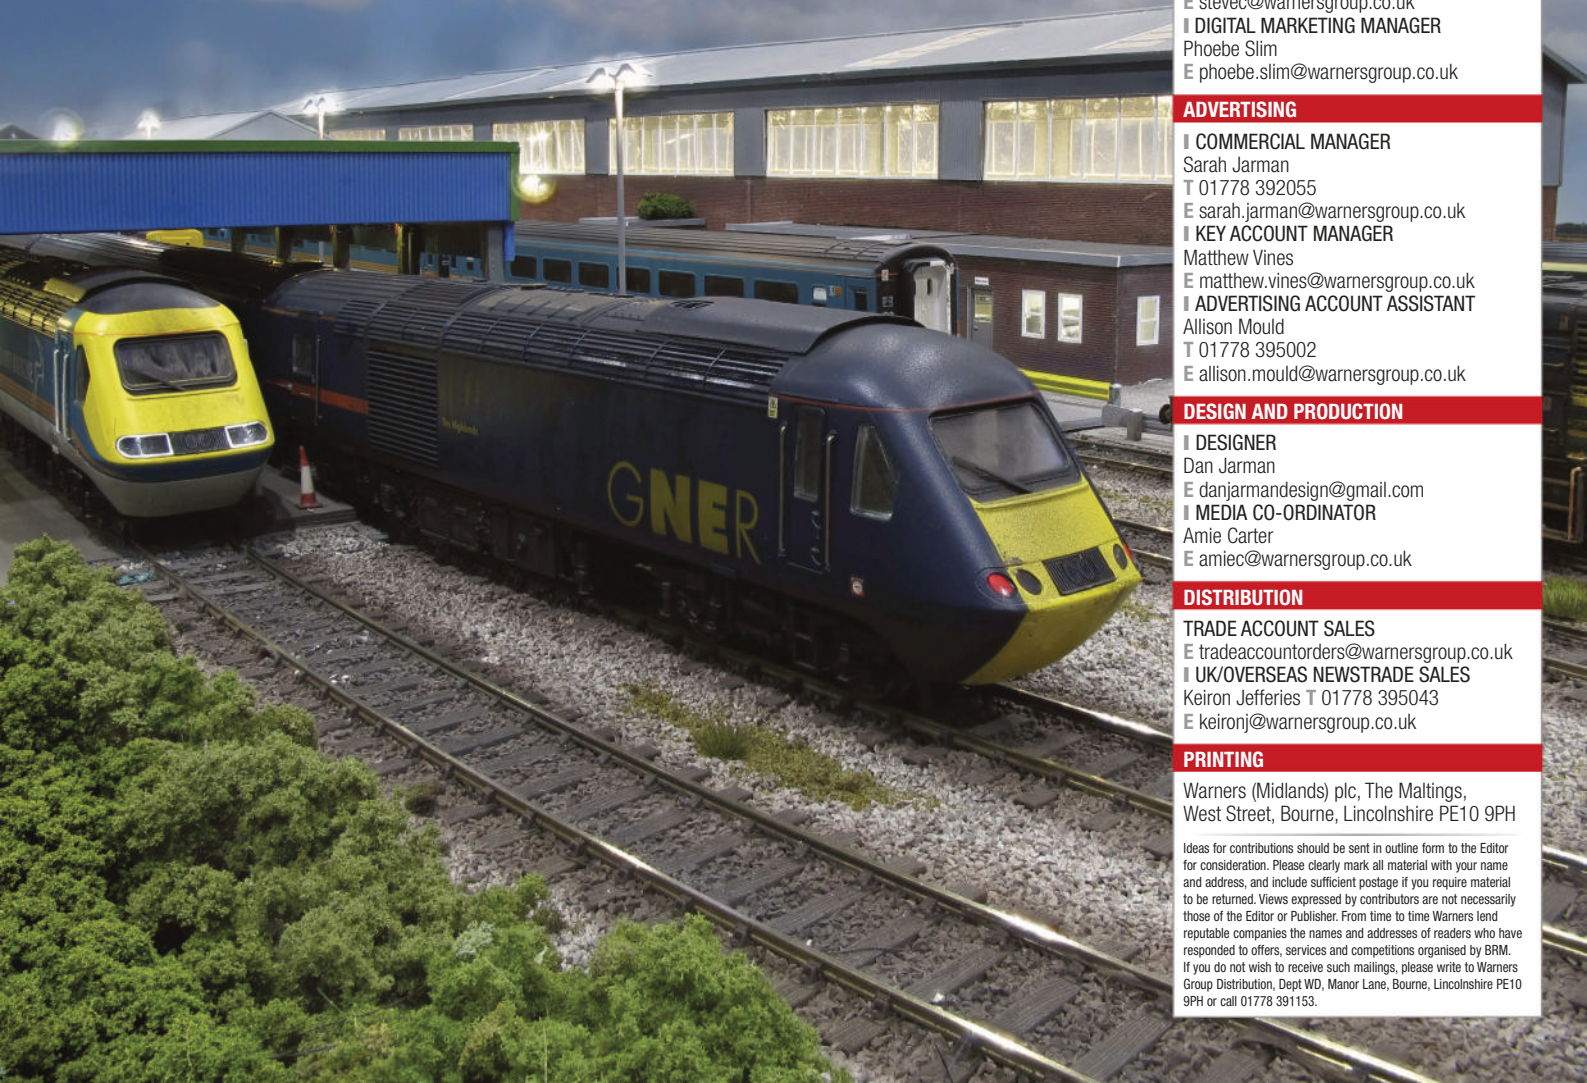 E stevec@warnersgroup.co.uk
DIGITAL MARKETING MANAGER
Phoebe Slim
E phoebe.slim@warnersgroup.co.uk
ADVERTISING
COMMERCIAL MANAGER
Sarah Jarman
T 01778 392055
E sarah.jarman@warnersgroup.co.uk
KEY ACCOUNT MANAGER
Matthew Vines
E matthew.vines@warnersgroup.co.uk
ADVERTISING ACCOUNT ASSISTANT
Allison Mould
T 01778 395002
E allison.mould@warnersgroup.co.uk
DESIGN AND PRODUCTION
DESIGNER
Dan Jarman
E danjarmandesign@gmail.com
MEDIA CO-ORDINATOR
Amie Carter
E amiec@warnersgroup.co.uk
DISTRIBUTION
TRADE ACCOUNT SALES
E tradeaccountorders@warnersgroup.co.uk
UK/OVERSEAS NEWSTRADE SALES
Keiron Jefferies T 01778 395043
E keironj@warnersgroup.co.uk
PRINTING
Warners (Midlands) plc, The Maltings,
West Street, Bourne, Lincolnshire PE10 9PH
Ideas for contributions should be sent in outline form to the Editor
for consideration. Please clearly mark all material with your name
and address, and include sufficient postage if you require material
to be returned. Views expressed by contributors are not necessarily
those of the Editor or Publisher. From time to time Warners lend
reputable companies the names and addresses of readers who have
responded to offers, services and competitions organised by BRM.
If you do not wish to receive such mailings, please write to Warners
Group Distribution, Dept WD, Manor Lane, Bourne, Lincolnshire PE10
9PH or call 01778 391153.
The Highlands
GNER